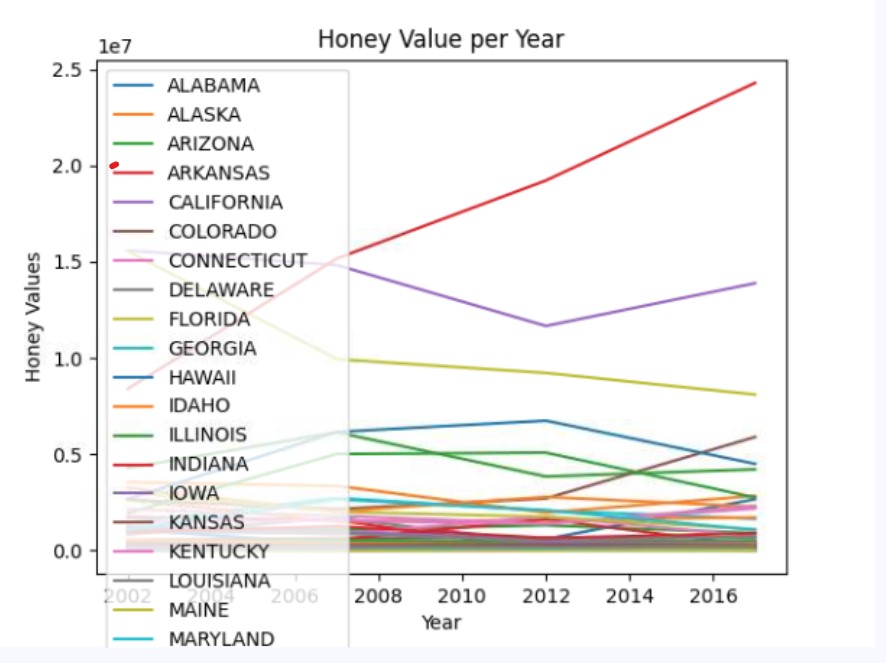 Honey Value per Year
1e7
2.5
2.0
1.5
1.0
0.5
0.0
Honey Values
ALABAMA
ALASKA
ARIZONA
ARKANSAS
CALIFORNIA
COLORADO
CONNECTICUT
DELAWARE
FLORIDA
GEORGIA
HAWAII
IDAHO
ILLINOIS
INDIANA
IOWA
KANSAS
KENTUCKY
LOUISIANA
MAINE
MARYLAND
2002 2004 2006 2008 2010 2012 2014 2016
Year